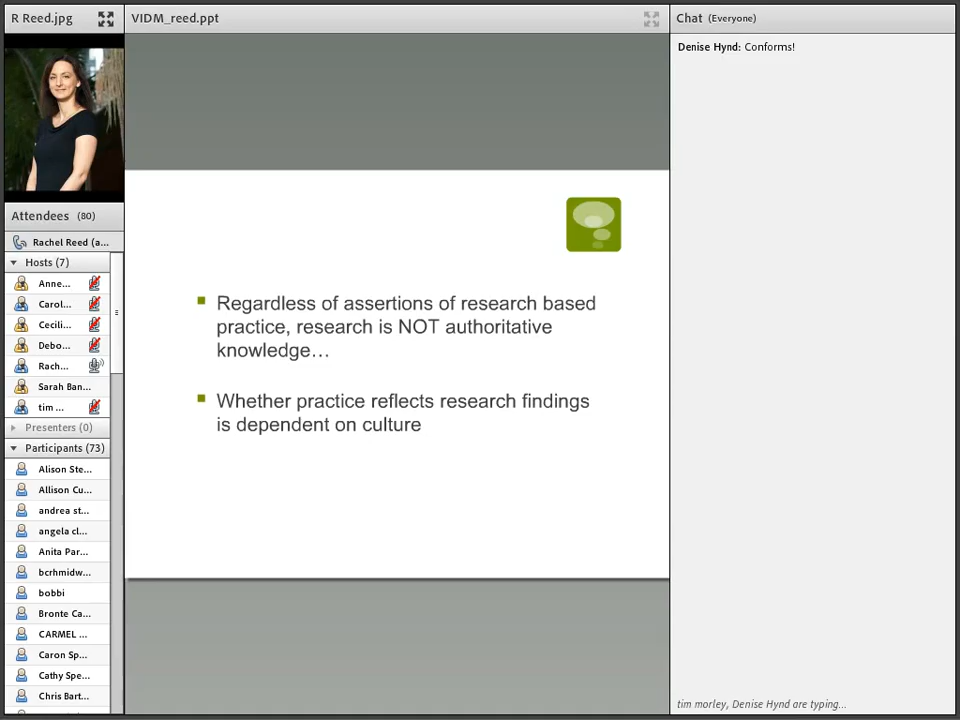 R Reed.jpg
VIDM_reed.ppt
Chat (Everyone)
Denise Hynd: Conforms!
Attendees (80)
Rachel Reed (a...
Hosts (7)
Anne...
Carol...
Cecili...
Debo...
Rach...
Sarah Ban...
tim ...
Presenters (0)
Participants (73)
Alison Ste...
Allison Cu...
andrea st...
angela cl...
Anita Par...
bcrhmidw...
bobbi
Bronte Ca...
CARMEL ...
Caron Sp...
Cathy Spe...
Chris Bart...
Regardless of assertions of research based
practice, research is NOT authoritative
knowledge...
Whether practice reflects research findings
is dependent on culture
tim morley, Denise Hynd are typing...